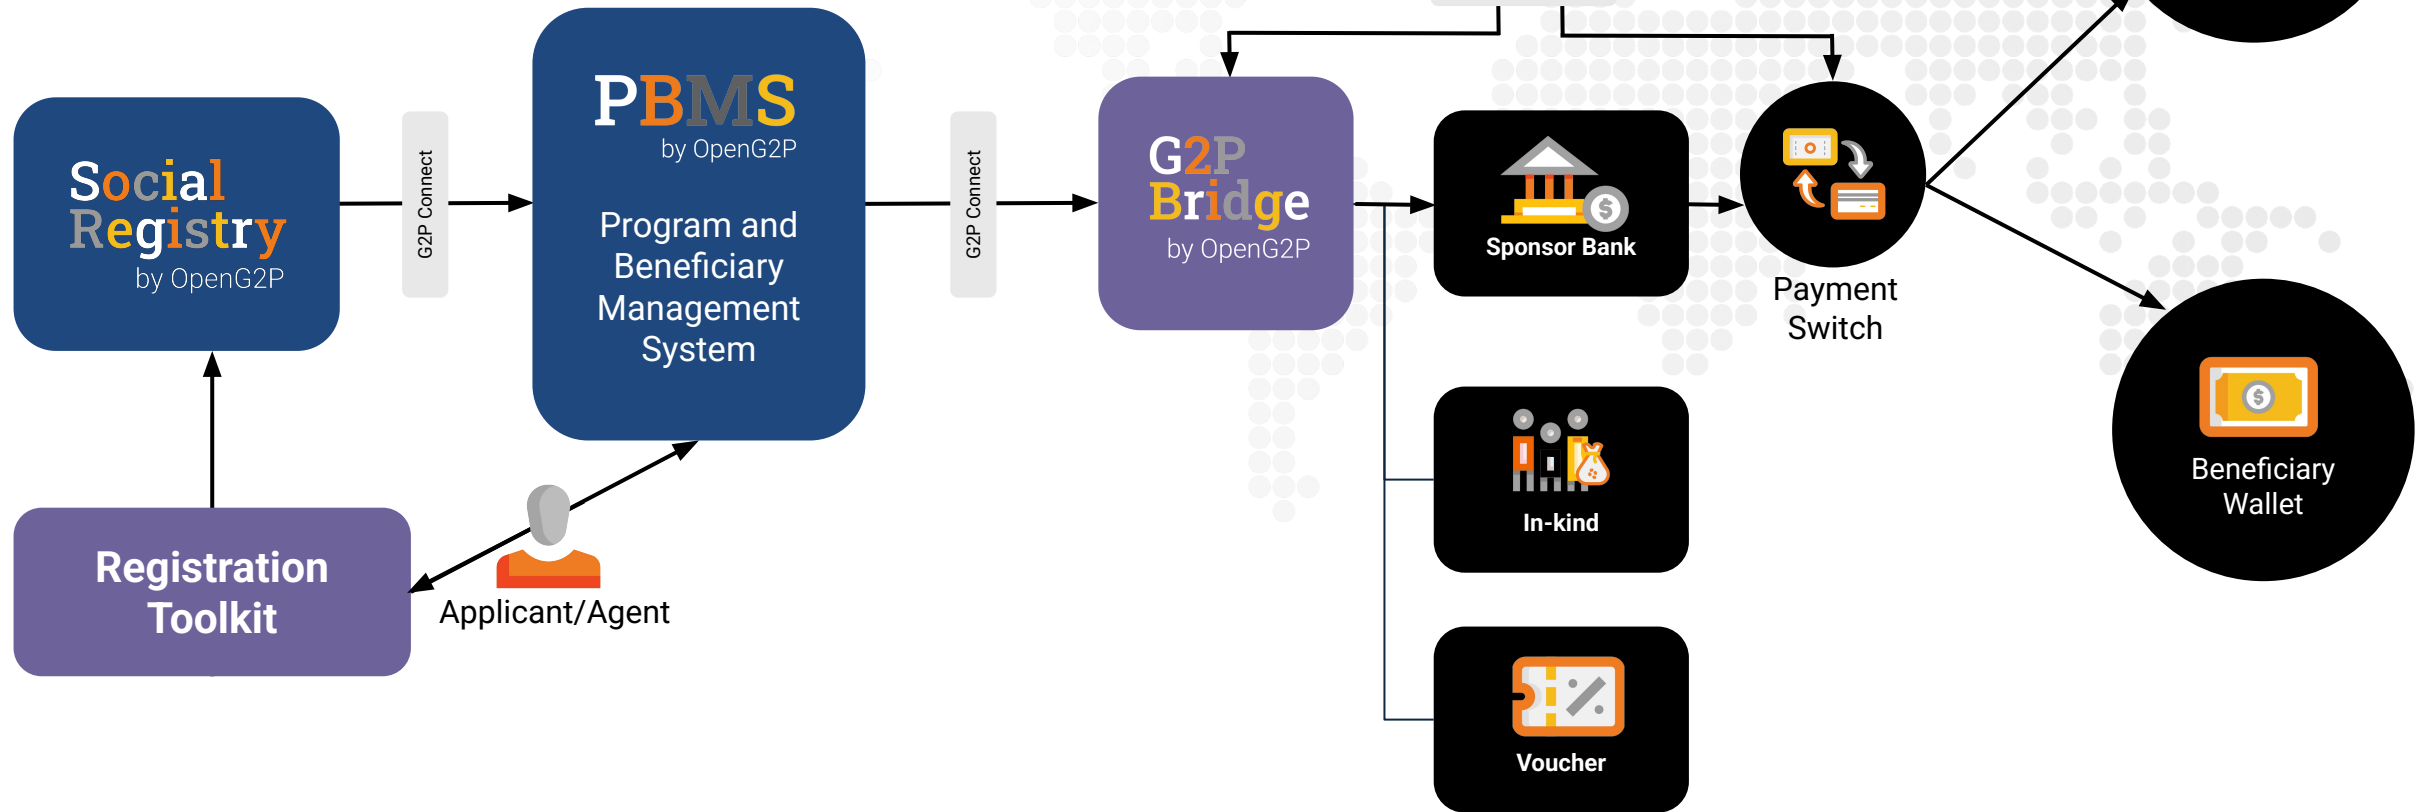 Social
Registry
by OpenG2P
G2P Connect
PBMS
by OpenG2P
Program and
Beneficiary
Management
System
G2P Connect
G2P
Bridge
by OpenG2P
Sponsor Bank
Payment
Switch
Beneficiary
Wallet
In-kind
Voucher
Registration
Toolkit
Applicant/Agent